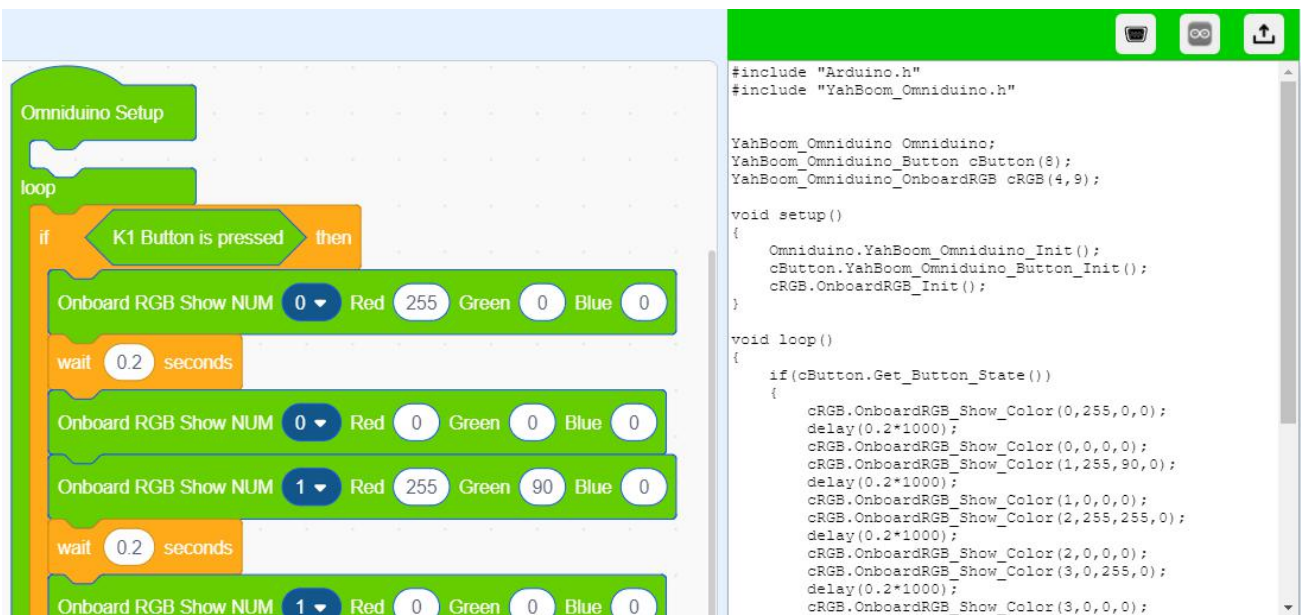 Omniduino Setup
loop
if K1 Button is pressed then
Onboard RGB Show NUM 0 Red 255 Green 0 Blue 0
wait 0.2 seconds
Onboard RGB Show NUM 0 Red 0 Green 0 Blue 0
Onboard RGB Show NUM 1 Red 255 Green 90 Blue 0
wait 0.2 seconds
Onboard RGB Show NUM 1 Red 0 Green 0 Blue 0
#include "Arduino.h"
#include "YahBoom_Omniduino.h"
YahBoom_Omniduino Omniduino;
YahBoom_Omniduino_Button cButton(8);
YahBoom_Omniduino_OnboardRGB cRGB(4,9);
void setup()
{
Omniduino.YahBoom_Omniduino_Init();
cButton.YahBoom_Omniduino_Button_Init();
cRGB.OnboardRGB_Init();
}
void loop()
{
if(cButton.Get_Button_State())
{
cRGB.OnboardRGB_Show_Color(0,255,0,0);
delay(0.2*1000);
cRGB.OnboardRGB_Show_Color(0,0,0,0);
cRGB.OnboardRGB_Show_Color(1,255,90,0);
delay(0.2*1000);
cRGB.OnboardRGB_Show_Color(1,0,0,0);
cRGB.OnboardRGB_Show_Color(2,255,255,0);
delay(0.2*1000);
cRGB.OnboardRGB_Show_Color(2,0,0,0);
cRGB.OnboardRGB_Show_Color(3,0,255,0);
delay(0.2*1000);
cRGB.OnboardRGB_Show_Color(3,0,0,0);